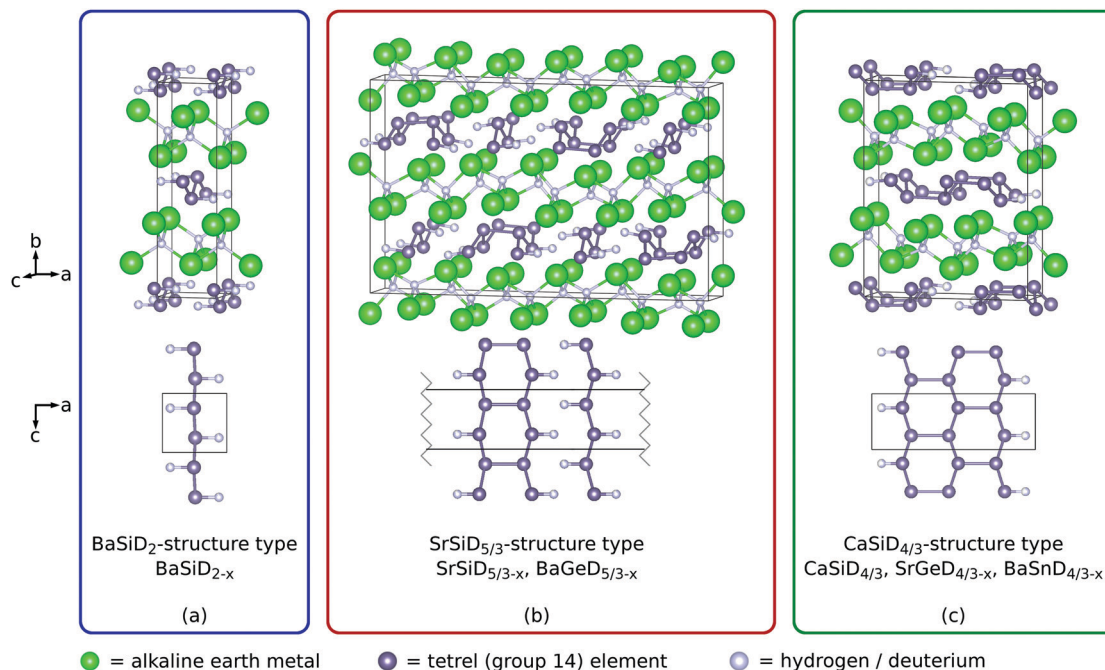 b
c a
a
c
BaSiD2-structure type
BaSiD2-x
(a)
SrSiD5/3-structure type
SrSiD5/3-x, BaGeD5/3-x
(b)
CaSiD4/3-structure type
CaSiD4/3, SrGeD4/3-x, BaSnD4/3-x
(c)
= alkaline earth metal = tetrel (group 14) element = hydrogen / deuterium